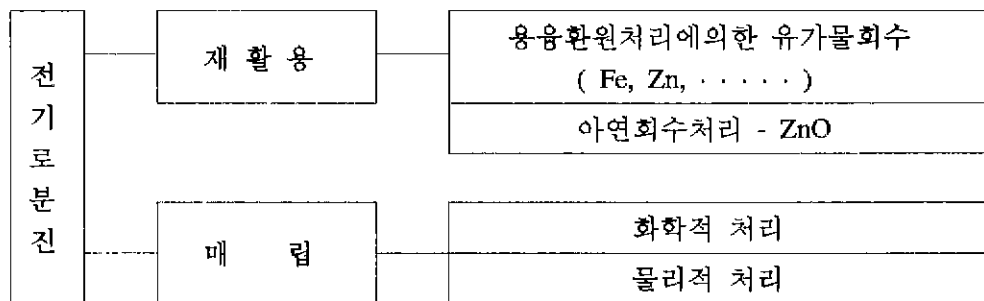 전기로분진
재 활 용
용융환원처리에의한 유가물회수
( Fe, Zn, · · · · · )
아연회수처리 - ZnO
매 립
화학적 처리
물리적 처리